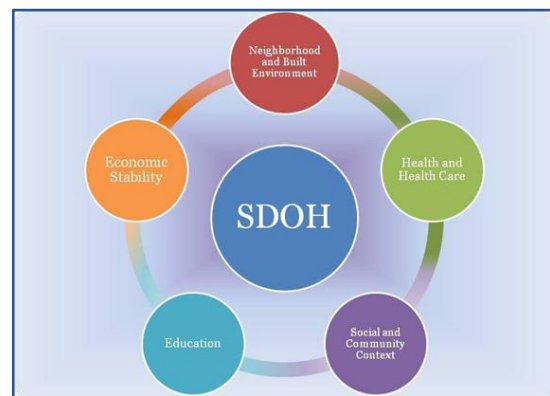 Neighborhood
and Built
Environment
Economic
Stability
Health and
Health Care
SDOH
Education
Social and
Community
Context